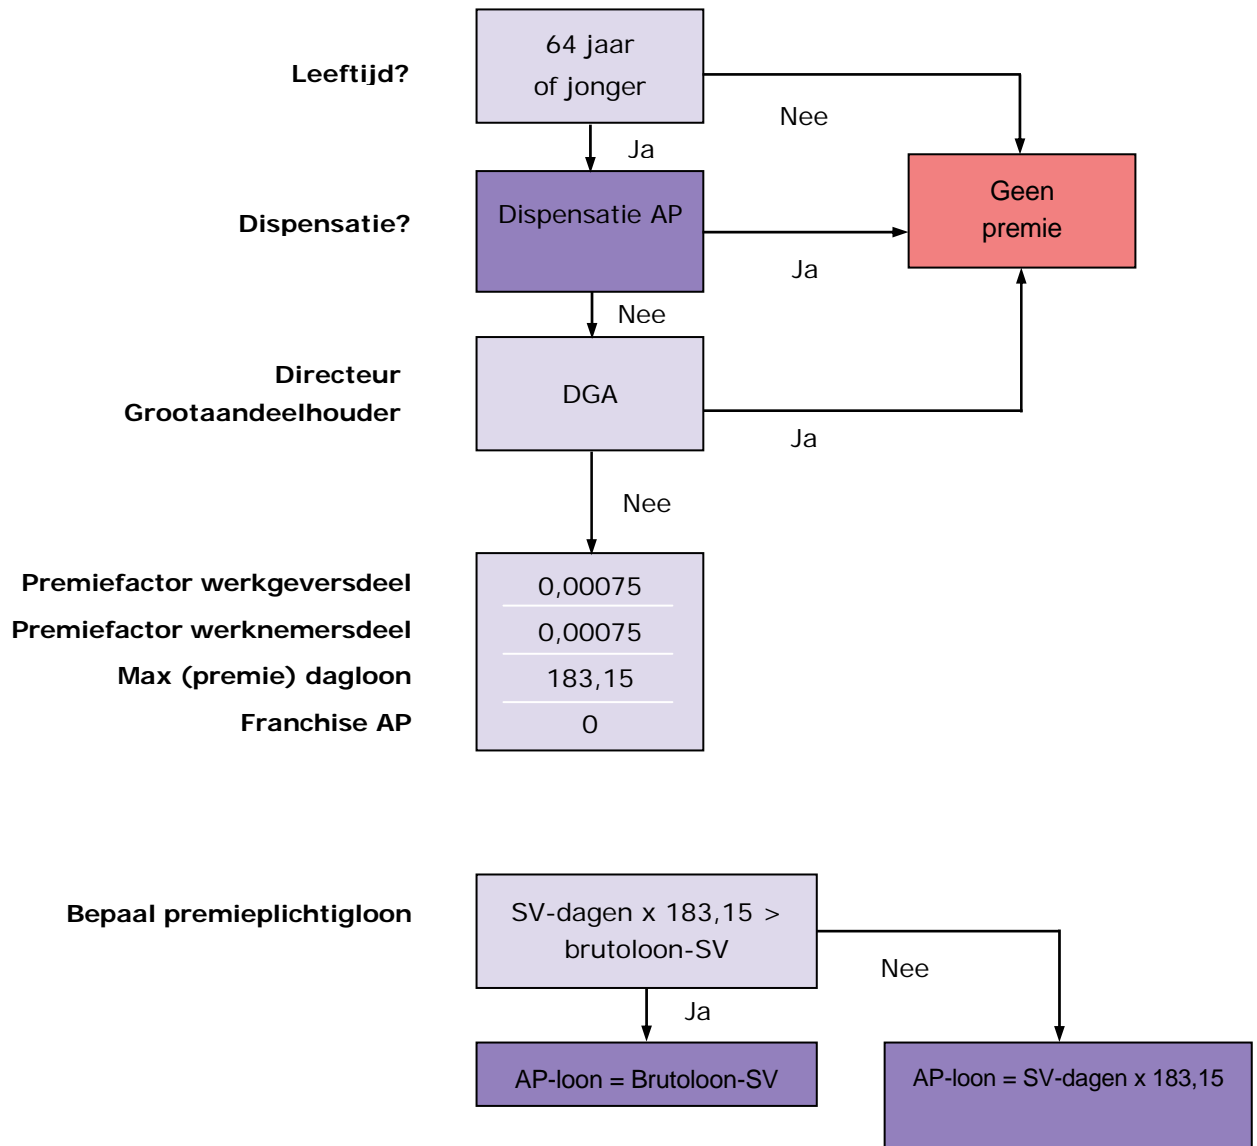 Leeftijd?
64 jaar
of jonger
Nee
Ja
Dispensatie?
Dispensatie AP
Geen
premie
Ja
Nee
Directeur
Grootaandeelhouder
DGA
Ja
Nee
Premiefactor werkgeversdeel
0,00075
Premiefactor werknemersdeel
0,00075
Max (premie) dagloon
183,15
Franchise AP
0
Bepaal premieplichtigloon
SV-dagen x 183,15 >
brutoloon-SV
Nee
Ja
AP-loon = Brutoloon-SV
AP-loon = SV-dagen x 183,15